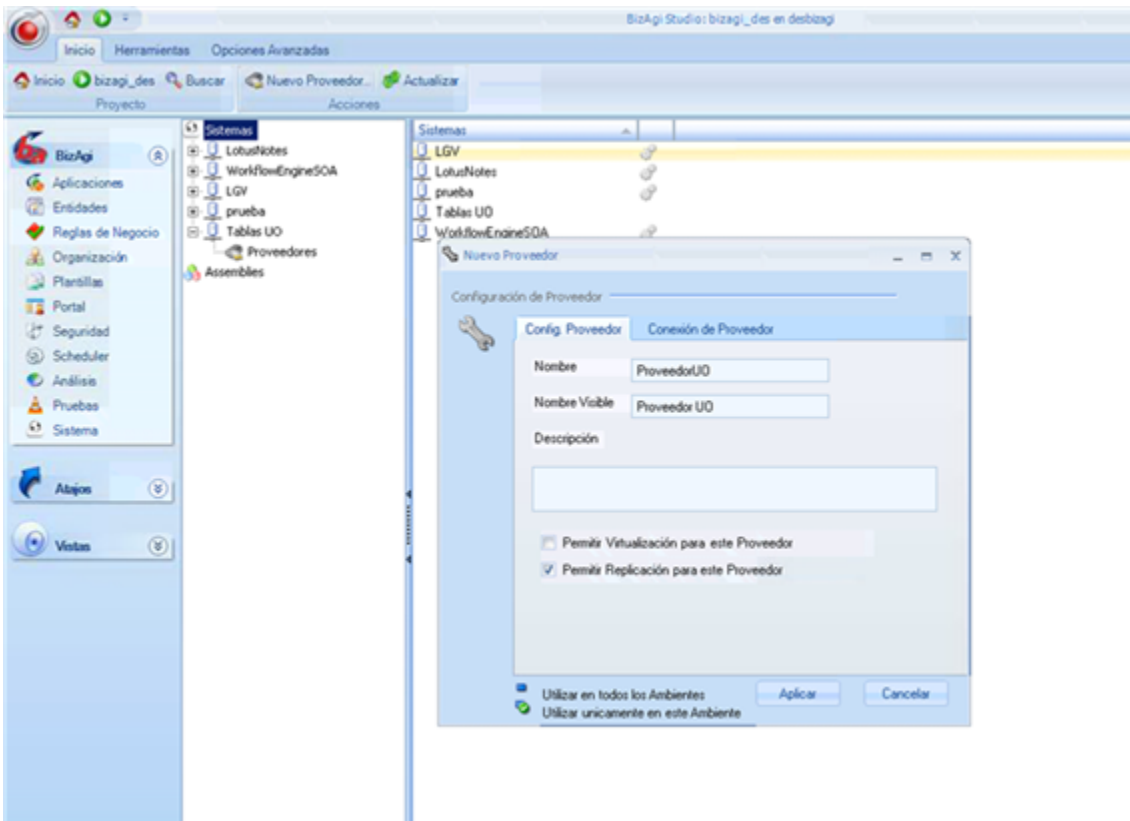 BizAgi Studio: bizagi_des en desbizagi
Inicio Herramientas Opciones Avanzadas
Inicio bizagi_des Buscar Nuevo Proveedor... Actualizar
Proyecto Acciones
BizAgi
Aplicaciones
Entidades
Reglas de Negocio
Organización
Plantillas
Portal
Seguridad
Scheduler
Análisis
Pruebas
Sistema
Atajos
Vistas
Sistemas
LotusNotes
WorkflowEngineSOA
LGV
prueba
Tablas UO
Proveedores
Assemblies
Sistemas
LGV
LotusNotes
prueba
Tablas UO
WorkflowEngineSOA
Nuevo Proveedor
Configuración de Proveedor
Config. Proveedor Conexión de Proveedor
Nombre ProveedorUO
Nombre Visible Proveedor UO
Descripción
Permitir Virtualización para este Proveedor
Permitir Replicación para este Proveedor
Utilizar en todos los Ambientes
Utilizar unicamente en este Ambiente
Aplicar Cancelar